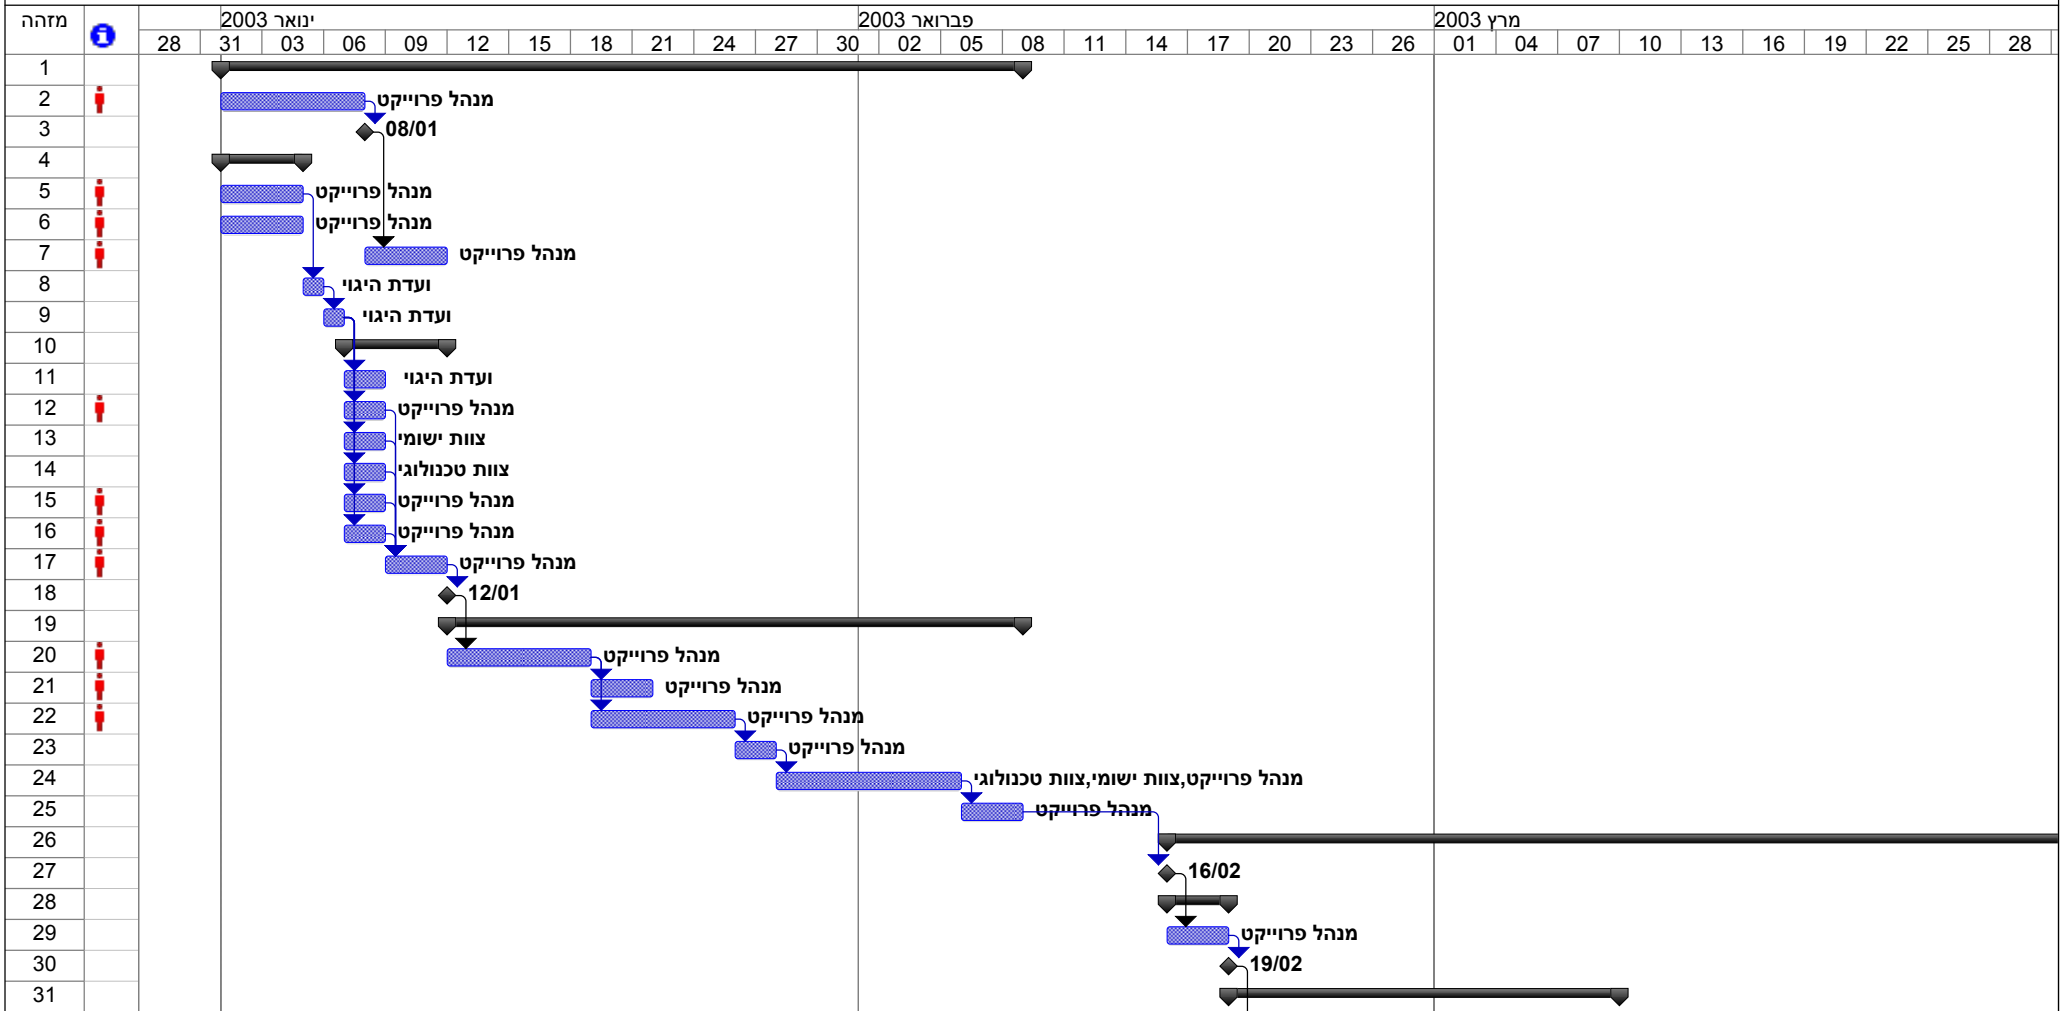 מזהה
ינואר 2003 פברואר 2003 מרץ 2003
28 31 03 06 09 12 15 18 21 24 27 30 02 05 08 11 14 17 20 23 26 01 04 07 10 13 16 19 22 25 28
1
2 מנהל פרוייקט
3 08/01
4
5 מנהל פרוייקט
6 מנהל פרוייקט
7 מנהל פרוייקט
8 ועדת היגוי
9 ועדת היגוי
10
11 ועדת היגוי
12 מנהל פרוייקט
13 צוות ישומי
14 צוות טכנולוגי
15 מנהל פרוייקט
16 מנהל פרוייקט
17 מנהל פרוייקט
18 12/01
19
20 מנהל פרוייקט
21 מנהל פרוייקט
22 מנהל פרוייקט
23 מנהל פרוייקט
24 מנהל פרוייקט,צוות ישומי,צוות טכנולוגי
25 מנהל פרוייקט
26
27 16/02
28
29 מנהל פרוייקט
30 19/02
31